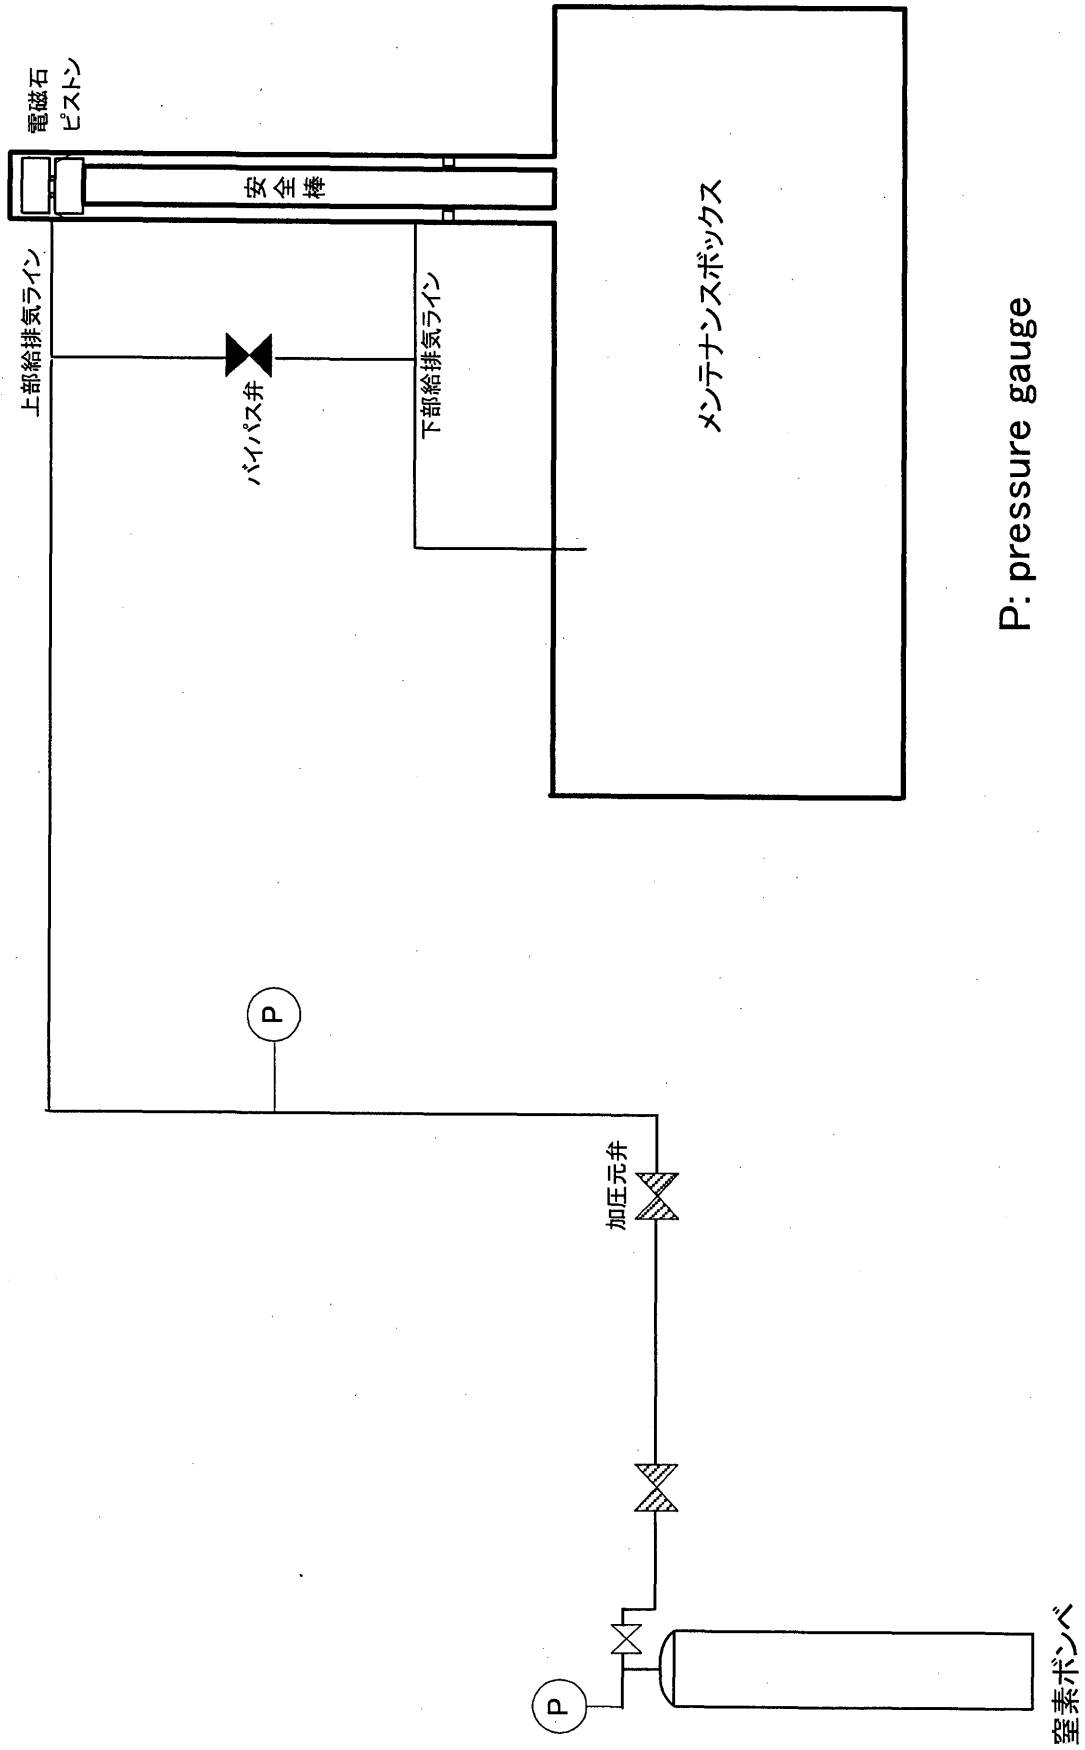 電磁石
ピストン
安全棒
上部給排気ライン
バイパス弁
下部給排気ライン
メンテナンスボックス
P
加圧元弁
P
窒素ボンベ
P: pressure gauge